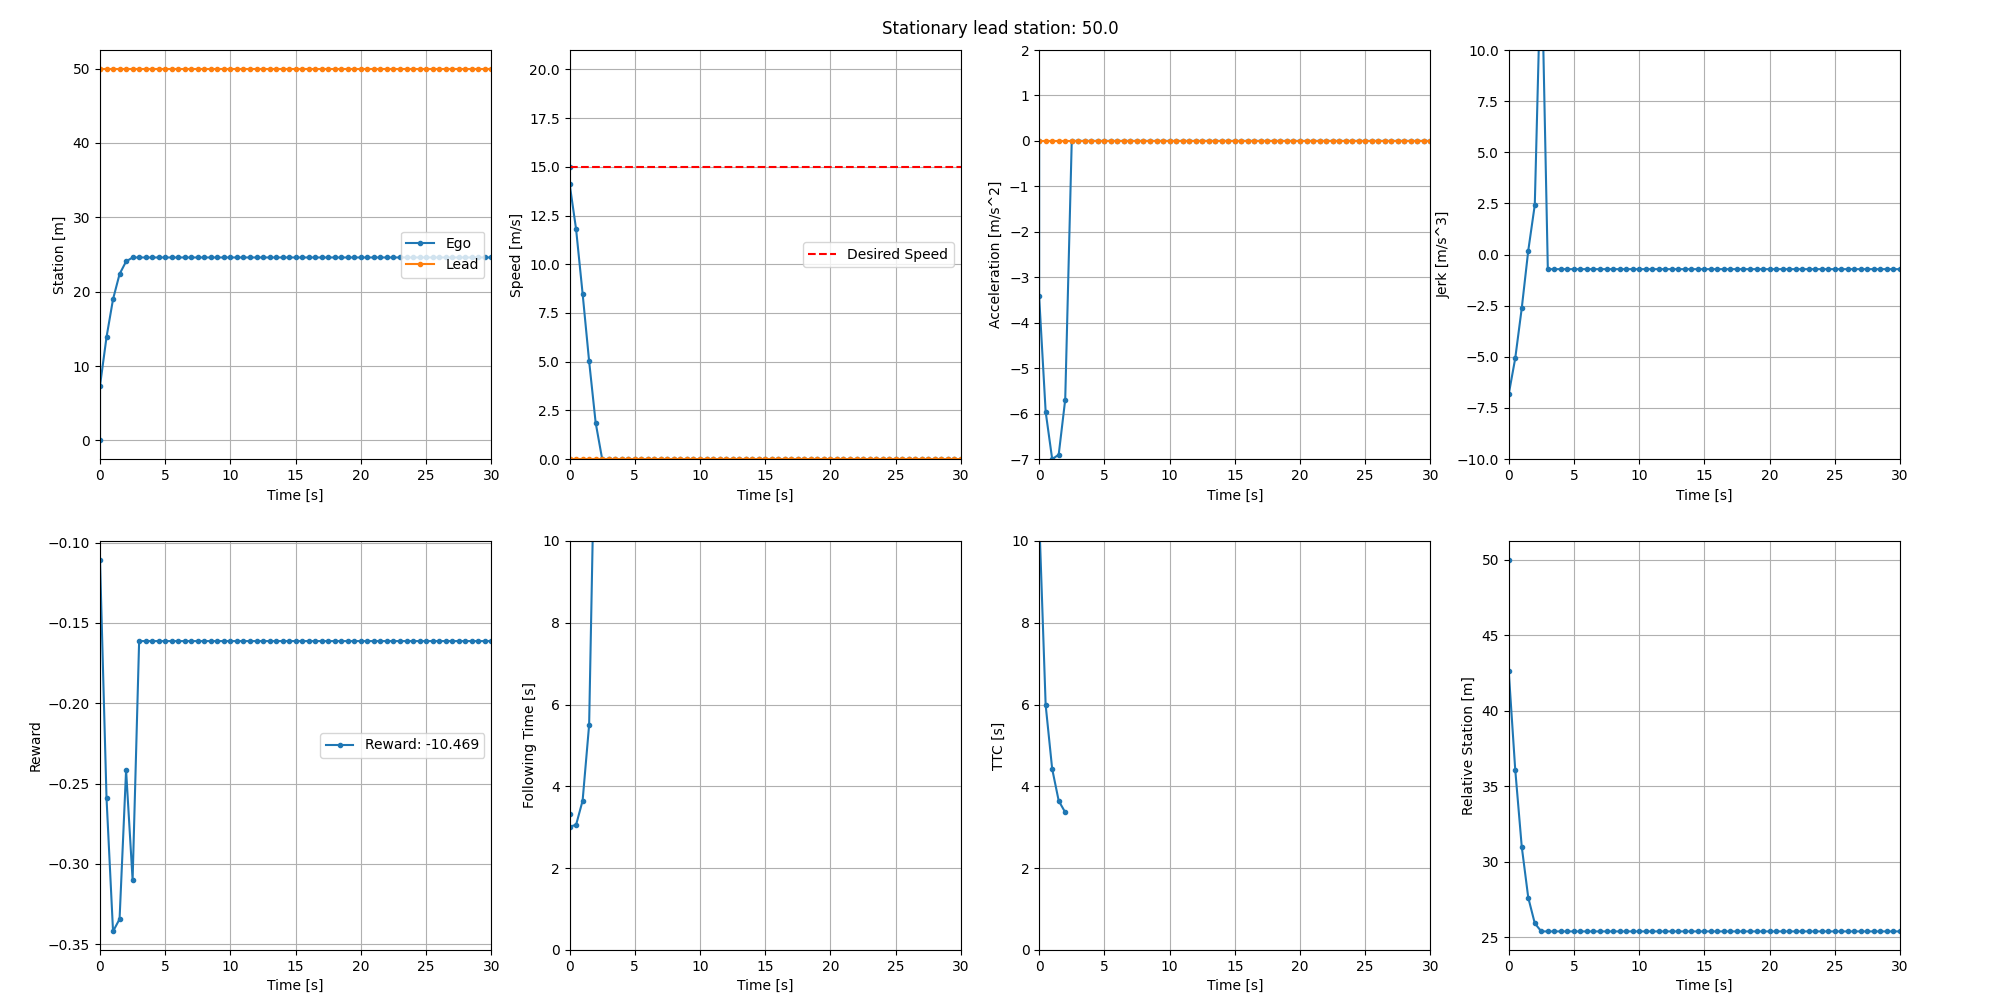 Stationary lead station: 50.0
50
40
30
20
10
0
Station [m]
Ego
Lead
0 5 10 15 20 25 30
Time [s]
20.0
17.5
15.0
12.5
10.0
7.5
5.0
2.5
0.0
Speed [m/s]
Desired Speed
0 5 10 15 20 25 30
Time [s]
2
1
0
−1
−2
−3
−4
−5
−6
−7
Acceleration [m/s^2]
0 5 10 15 20 25 30
Time [s]
10.0
7.5
5.0
2.5
0.0
−2.5
−5.0
−7.5
−10.0
Jerk [m/s^3]
0 5 10 15 20 25 30
Time [s]
−0.10
−0.15
−0.20
−0.25
−0.30
−0.35
Reward
Reward: -10.469
0 5 10 15 20 25 30
Time [s]
10
8
6
4
2
0
Following Time [s]
0 5 10 15 20 25 30
Time [s]
10
8
6
4
2
0
TTC [s]
0 5 10 15 20 25 30
Time [s]
50
45
40
35
30
25
Relative Station [m]
0 5 10 15 20 25 30
Time [s]